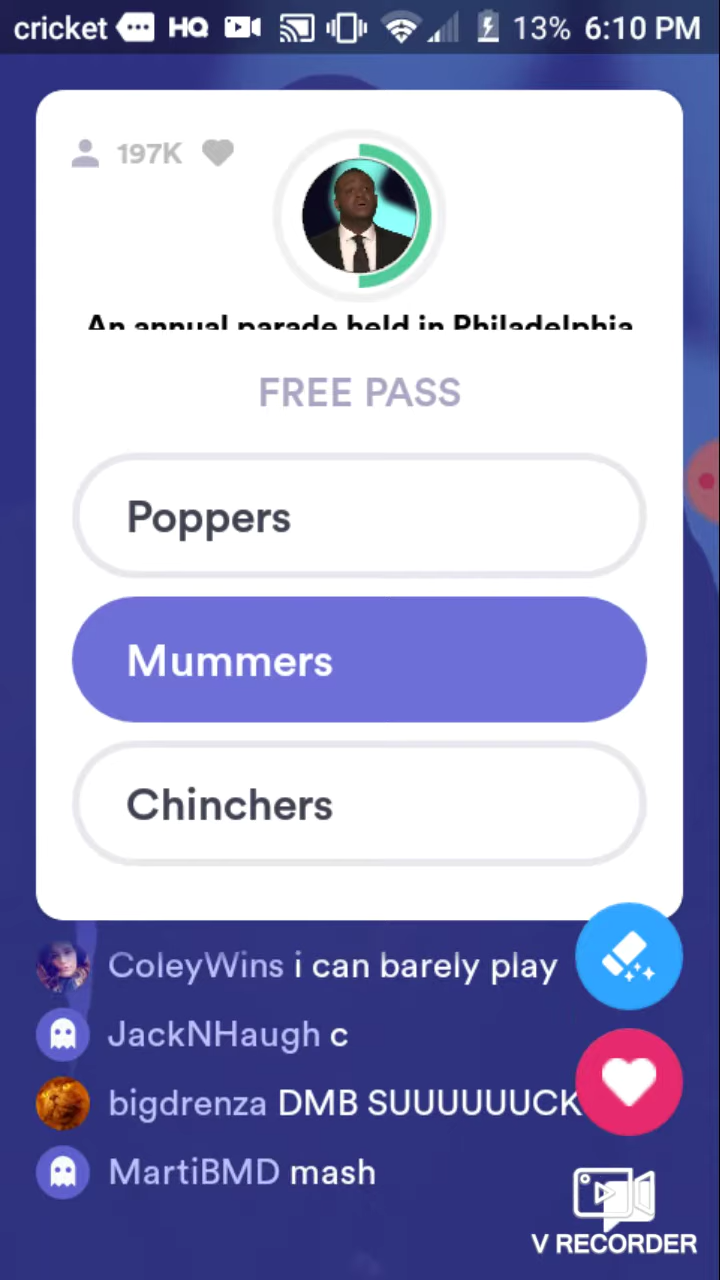 cricket HQ 13% 6:10 PM
197K
An annual parade held in Philadelphia
FREE PASS
Poppers
Mummers
Chinchers
ColeyWins i can barely play
JackNHaugh c
bigdrenza DMB SUUUUUUCK
MartiBMD mash
V RECORDER